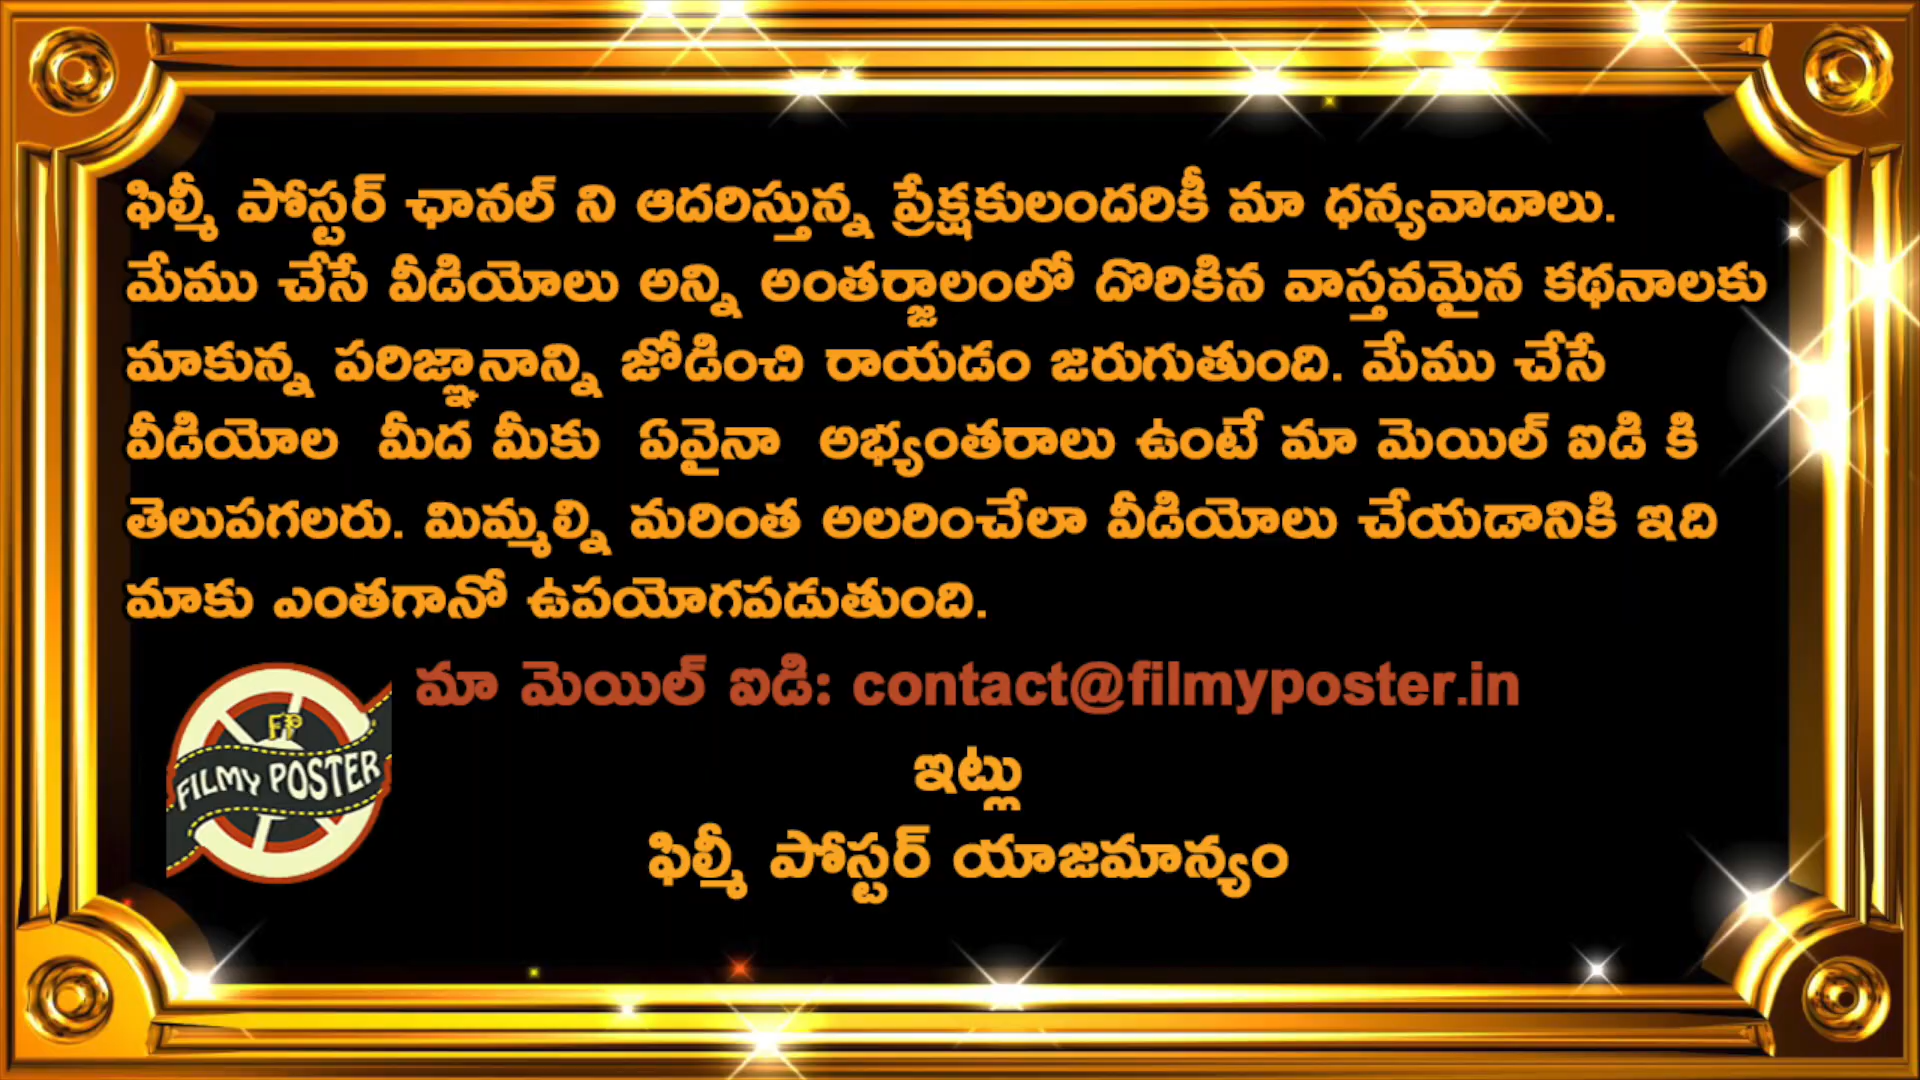 ఫిల్మీ పోస్టర్ ఛానల్ ని ఆదరిస్తున్న ప్రేక్షకులందరికీ మా ధన్యవాదాలు.
మేము చేసే వీడియోలు అన్ని అంతర్జాలంలో దొరికిన వాస్తవమైన కథనాలకు
మాకున్న పరిజ్ఞానాన్ని జోడించి రాయడం జరుగుతుంది. మేము చేసే
వీడియోల మీద మీకు ఏవైనా అభ్యంతరాలు ఉంటే మా మెయిల్ ఐడి కి
తెలుపగలరు. మిమ్మల్ని మరింత అలరించేలా వీడియోలు చేయడానికి ఇది
మాకు ఎంతగానో ఉపయోగపడుతుంది.
మా మెయిల్ ఐడి: contact@filmyposter.in
FP
FILMY POSTER
ఇట్లు
ఫిల్మీ పోస్టర్ యాజమాన్యం